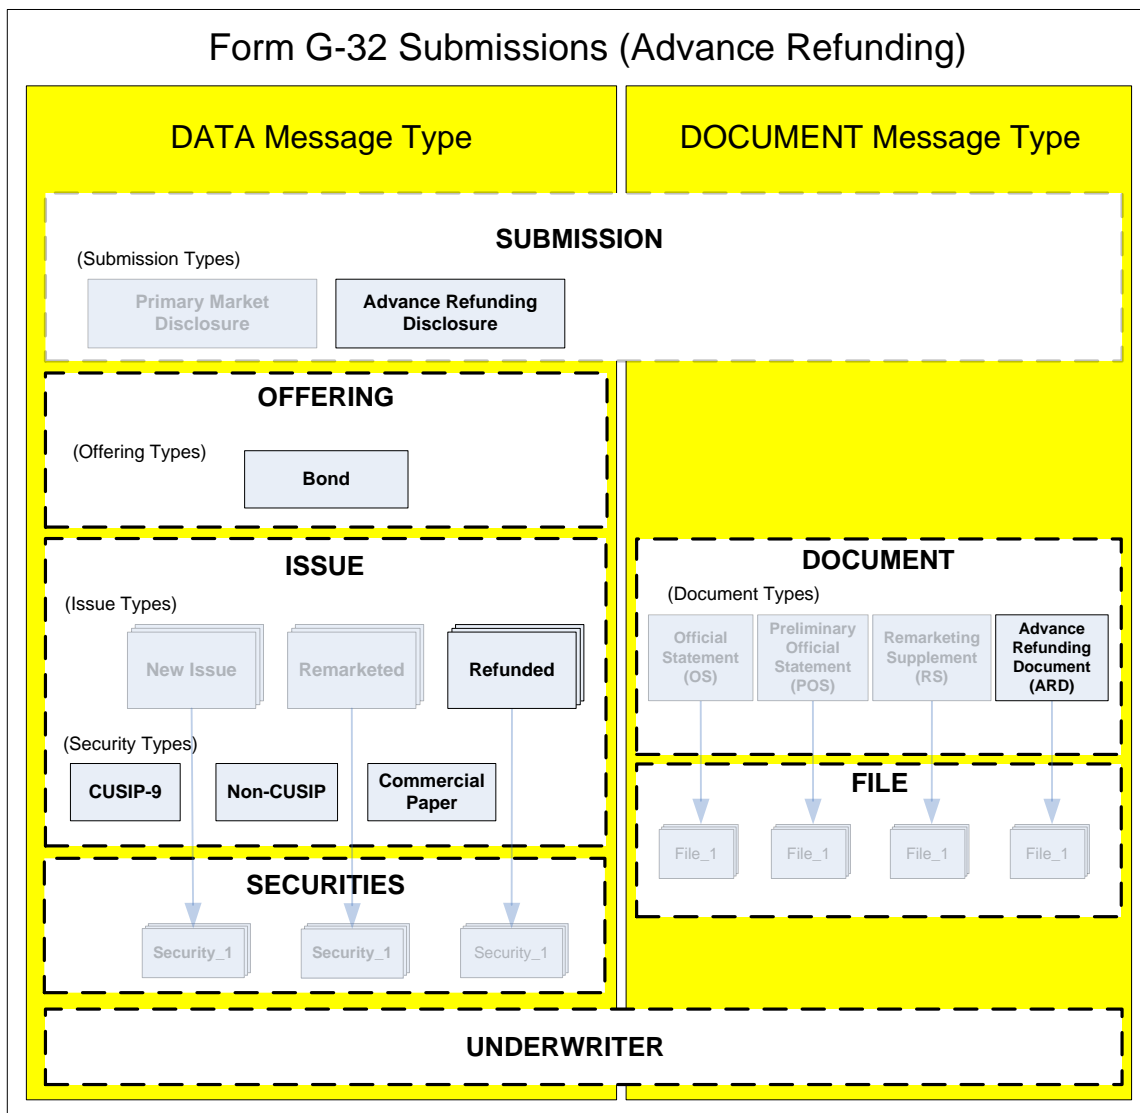 Form G-32 Submissions (Advance Refunding)
DATA Message Type
DOCUMENT Message Type
SUBMISSION
(Submission Types)
Primary Market
Disclosure
Advance Refunding
Disclosure
OFFERING
(Offering Types)
Bond
ISSUE
(Issue Types)
New Issue
Remarketed
Refunded
(Security Types)
CUSIP-9
Non-CUSIP
Commercial
Paper
SECURITIES
Security_1
Security_1
Security_1
DOCUMENT
(Document Types)
Official
Statement
(OS)
Preliminary
Official
Statement
(POS)
Remarketing
Supplement
(RS)
Advance
Refunding
Document
(ARD)
FILE
File_1
File_1
File_1
File_1
UNDERWRITER